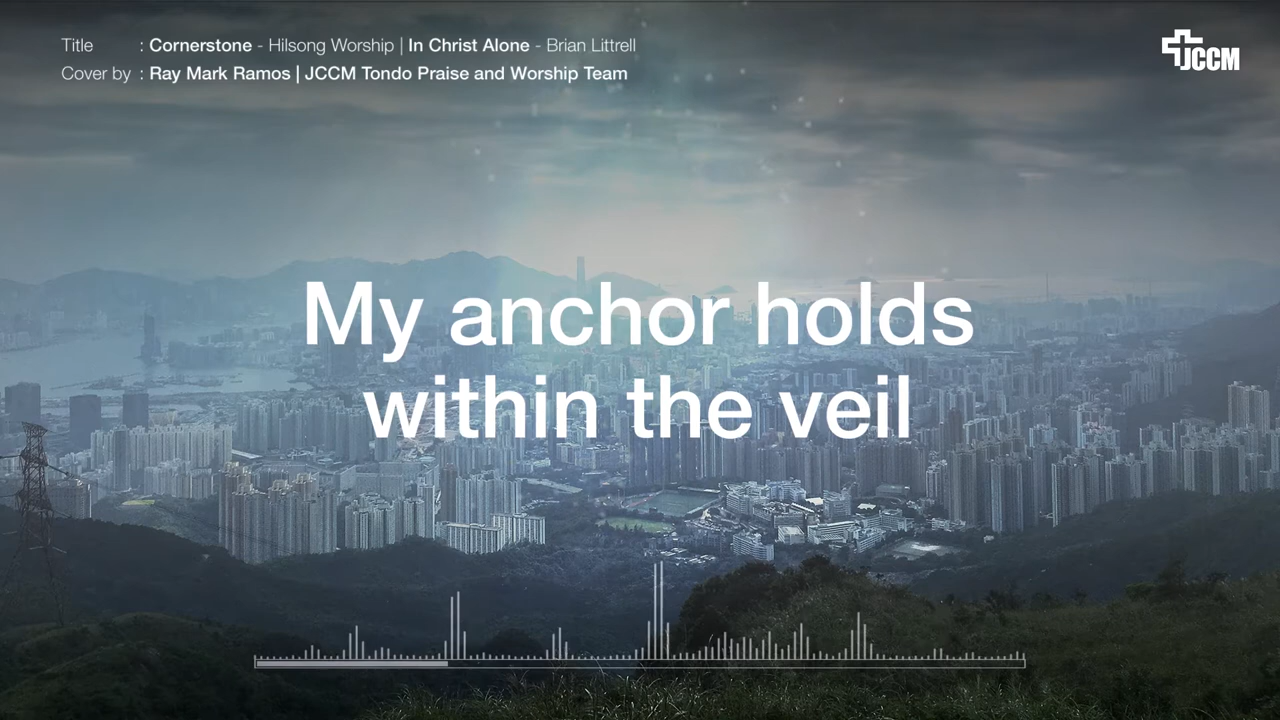 Title : Cornerstone - Hilsong Worship | In Christ Alone - Brian Littrell
Cover by : Ray Mark Ramos | JCCM Tondo Praise and Worship Team
JCCM
My anchor holds
within the veil